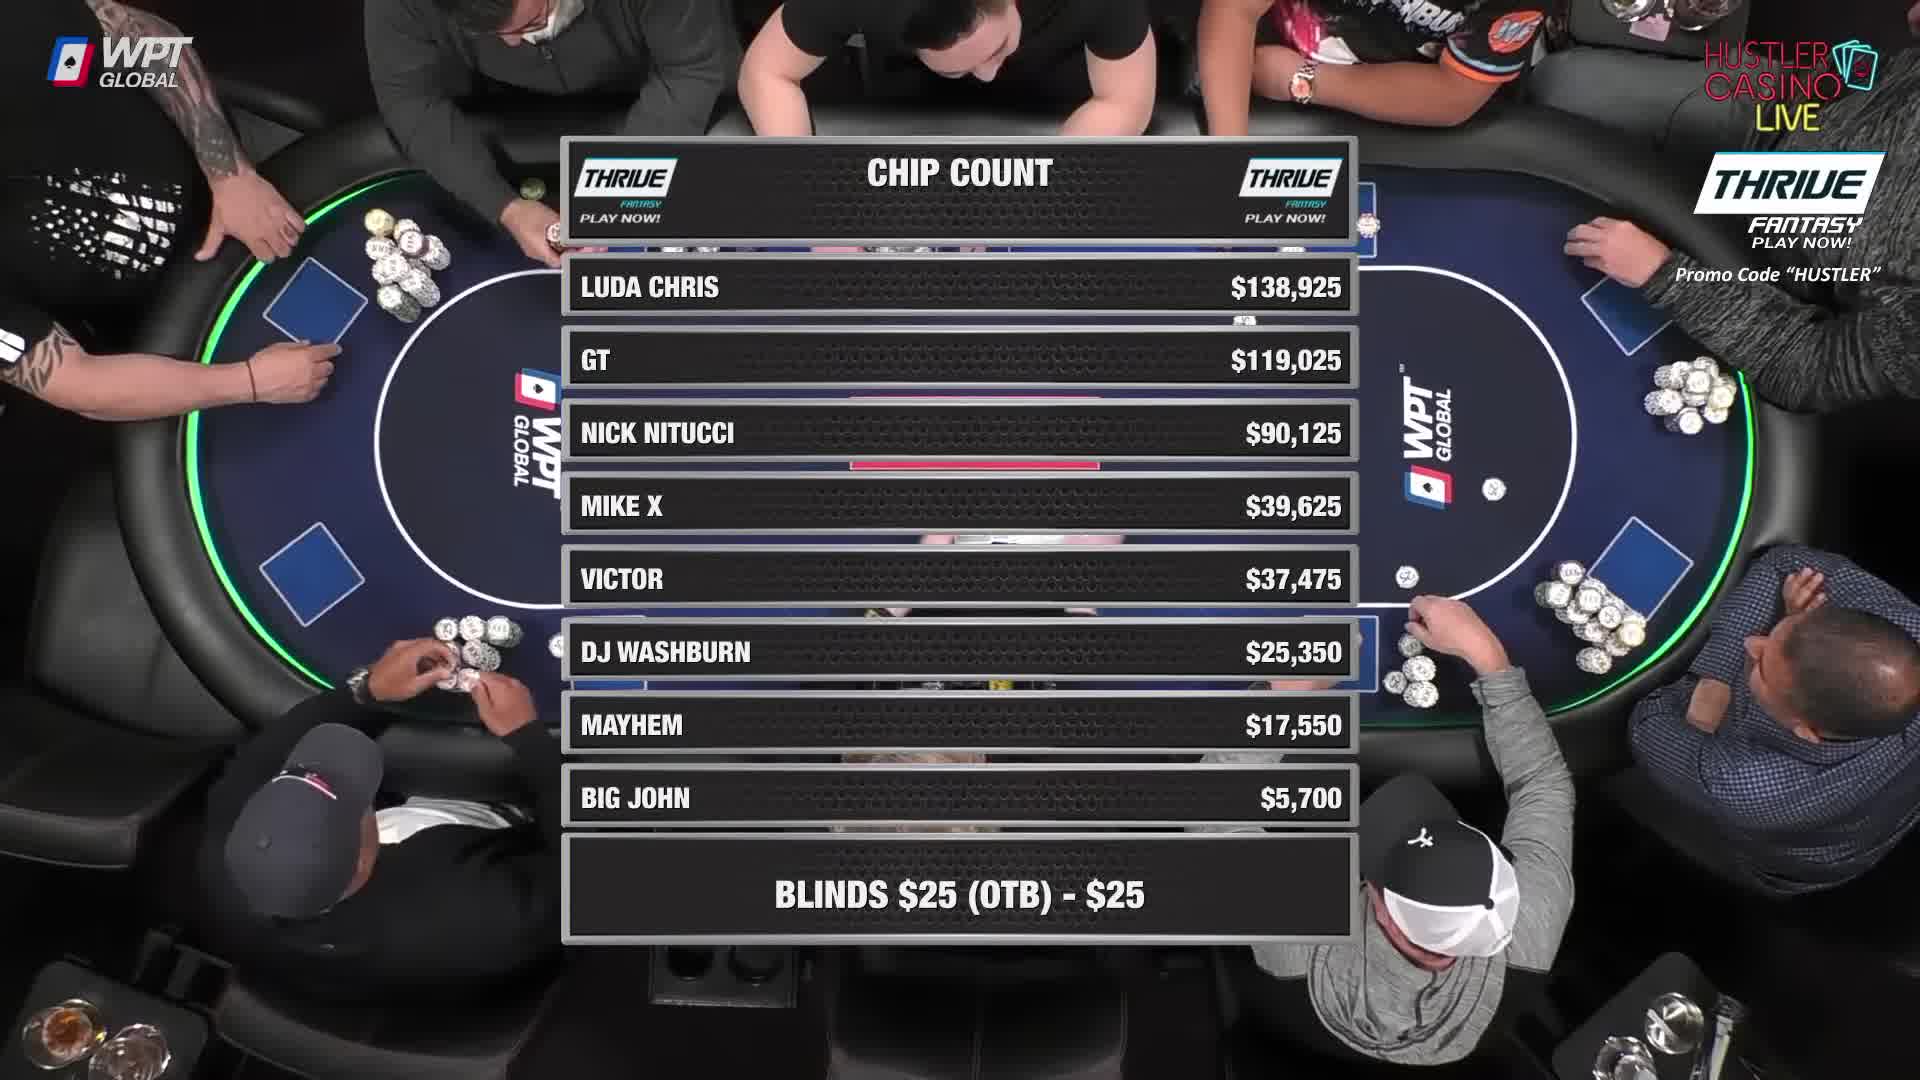 WPT
GLOBAL
HUSTLER
CASINO
LIVE
THRIVE
FANTASY
PLAY NOW!
Promo Code “HUSTLER”
THRIVE
FANTASY
PLAY NOW!
CHIP COUNT
THRIVE
FANTASY
PLAY NOW!
LUDA CHRIS $138,925
GT $119,025
NICK NITUCCI $90,125
MIKE X $39,625
VICTOR $37,475
DJ WASHBURN $25,350
MAYHEM $17,550
BIG JOHN $5,700
BLINDS $25 (OTB) - $25
WPT
GLOBAL
WPT
GLOBAL